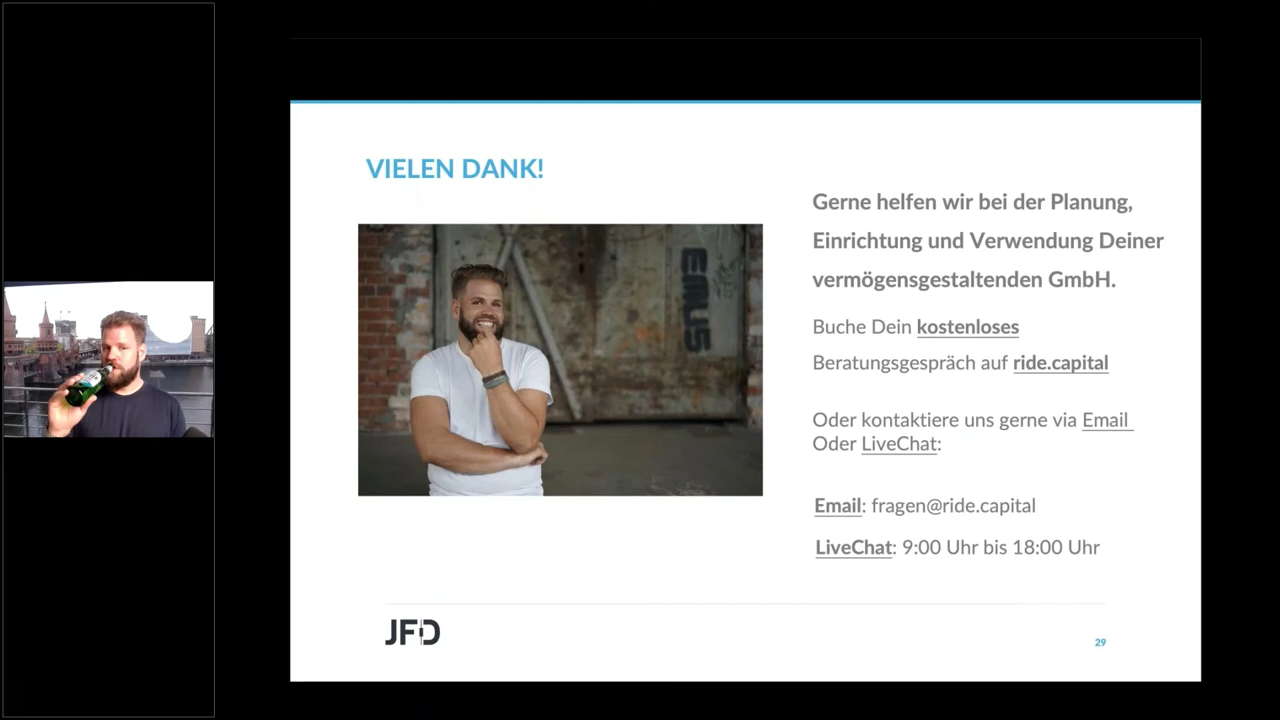 VIELEN DANK!
Gerne helfen wir bei der Planung,
Einrichtung und Verwendung Deiner
vermögensgestaltenden GmbH.
Buche Dein kostenloses
Beratungsgespräch auf ride.capital
Oder kontaktiere uns gerne via Email
Oder LiveChat:
Email: fragen@ride.capital
LiveChat: 9:00 Uhr bis 18:00 Uhr
EMUS
JFD
29